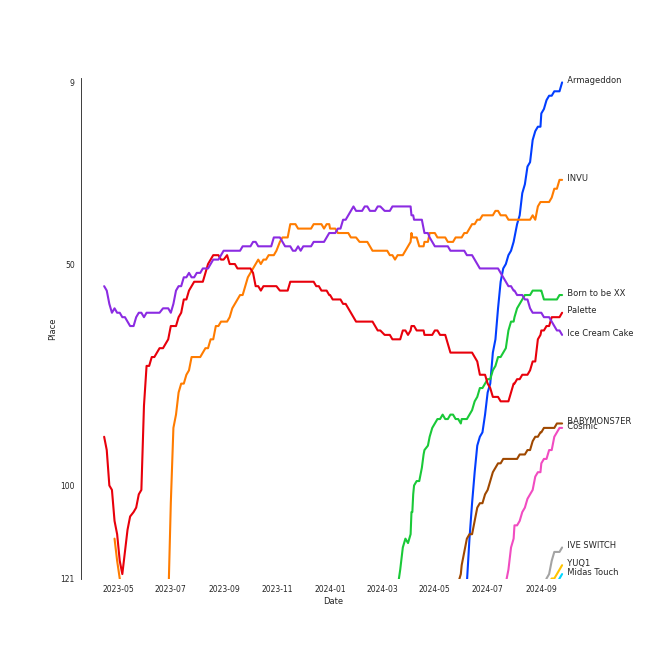 9
Armageddon
INVU
50
Born to be XX
Palette
Place
Ice Cream Cake
BABYMONS7ER
Cosmic
100
IVE SWITCH
YUQ1
Midas Touch
121
2023-05 2023-07 2023-09 2023-11 2024-01 2024-03 2024-05 2024-07 2024-09
Date